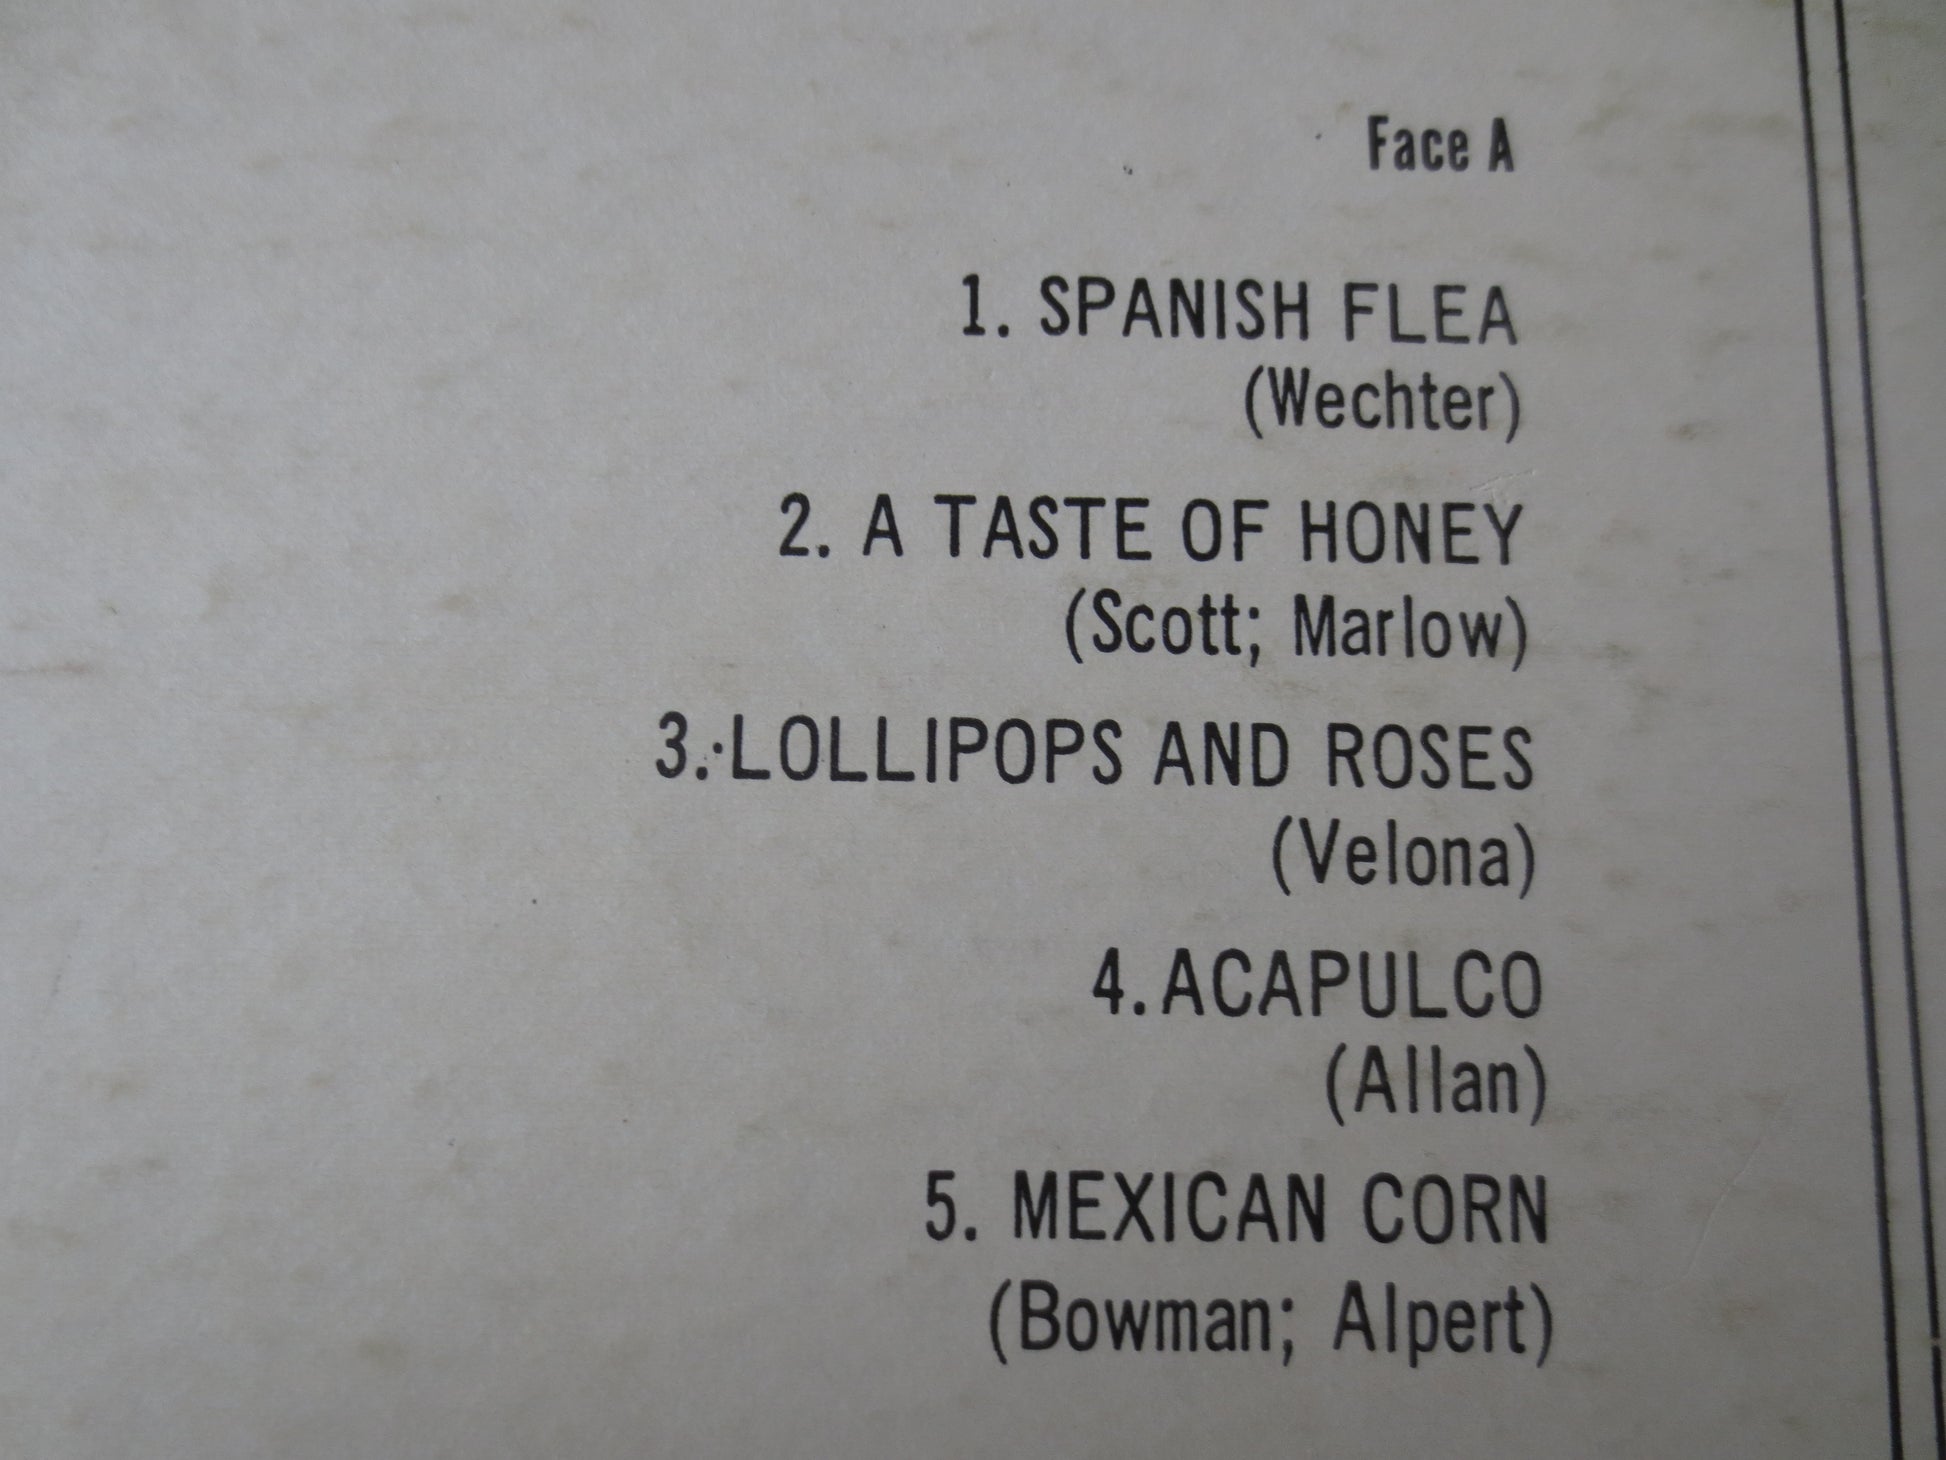 Face A
1. SPANISH FLEA
(Wechter)
2. A TASTE OF HONEY
(Scott; Marlow)
3. LOLLIPOPS AND ROSES
(Velona)
4. ACAPULCO
(Allan)
5. MEXICAN CORN
(Bowman; Alpert)